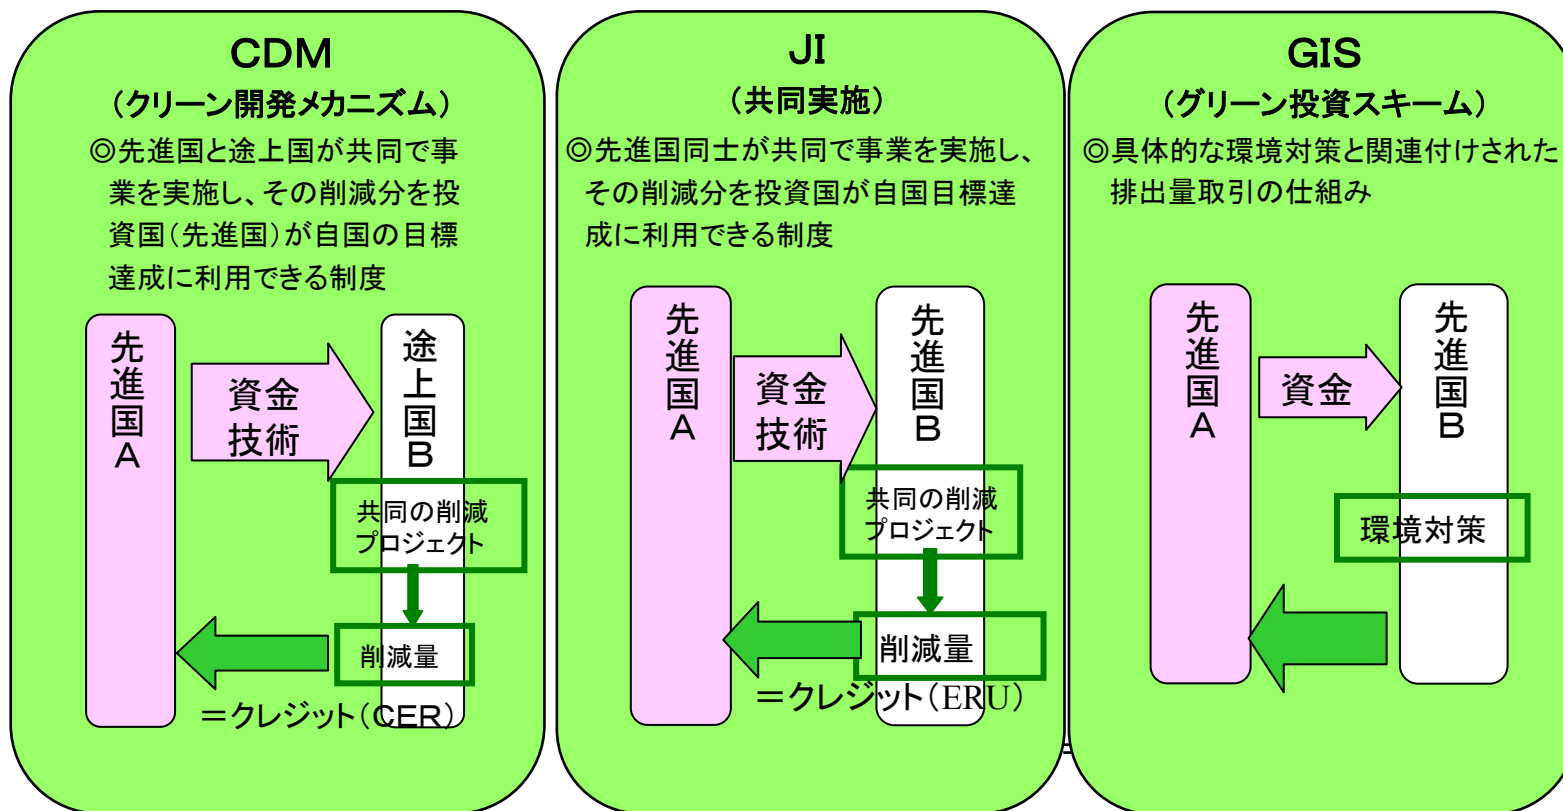 CDM
(クリーン開発メカニズム)
◎先進国と途上国が共同で事
業を実施し、その削減分を投
資国(先進国)が自国の目標
達成に利用できる制度
先進国A
資金
技術
途上国B
共同の削減
プロジェクト
削減量
=クレジット(CER)
JI
(共同実施)
◎先進国同士が共同で事業を実施し、
その削減分を投資国が自国目標達
成に利用できる制度
先進国A
資金
技術
先進国B
共同の削減
プロジェクト
削減量
=クレジット(ERU)
GIS
(グリーン投資スキーム)
◎具体的な環境対策と関連付けされた
排出量取引の仕組み
先進国A
資金
先進国B
環境対策